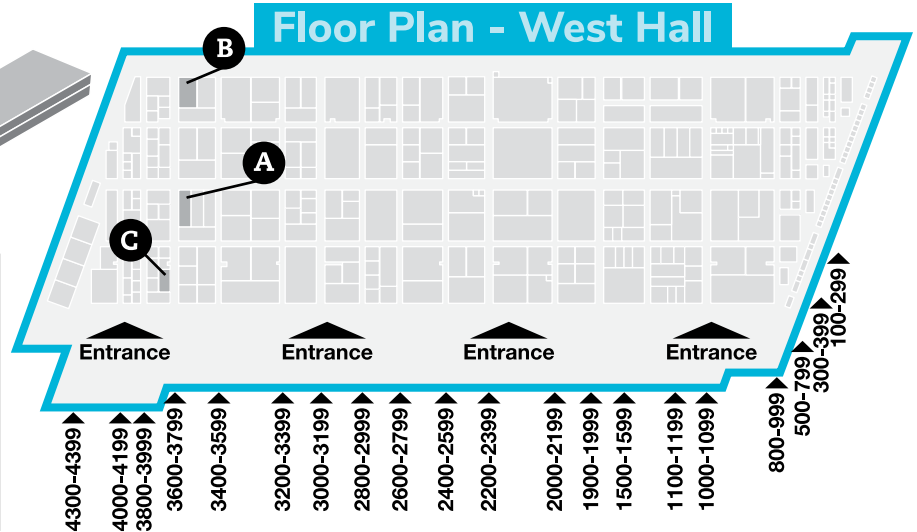 Floor Plan - West Hall
B
A
C
Entrance
Entrance
Entrance
Entrance
4300-4399
4000-4199
3800-3999
3600-3799
3400-3599
3200-3399
3000-3199
2800-2999
2600-2799
2400-2599
2200-2399
2000-2199
1900-1999
1500-1599
1100-1199
1000-1099
800-999
500-799
300-399
100-299